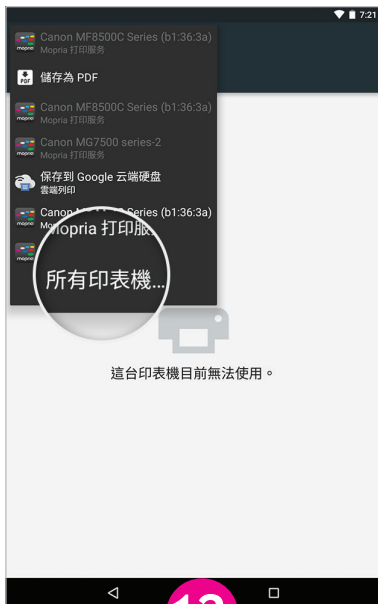 7:21
Canon MF8500C Series (b1:36:3a)
Mopria 打印服务
儲存為 PDF
Canon MF8500C Series (b1:36:3a)
Mopria 打印服务
Canon MG7500 series-2
Mopria 打印服务
保存到 Google 云端硬盘
雲端列印
Series (b1:36:3a)
Mopria 打印服
所有印表機...
這台印表機目前無法使用。